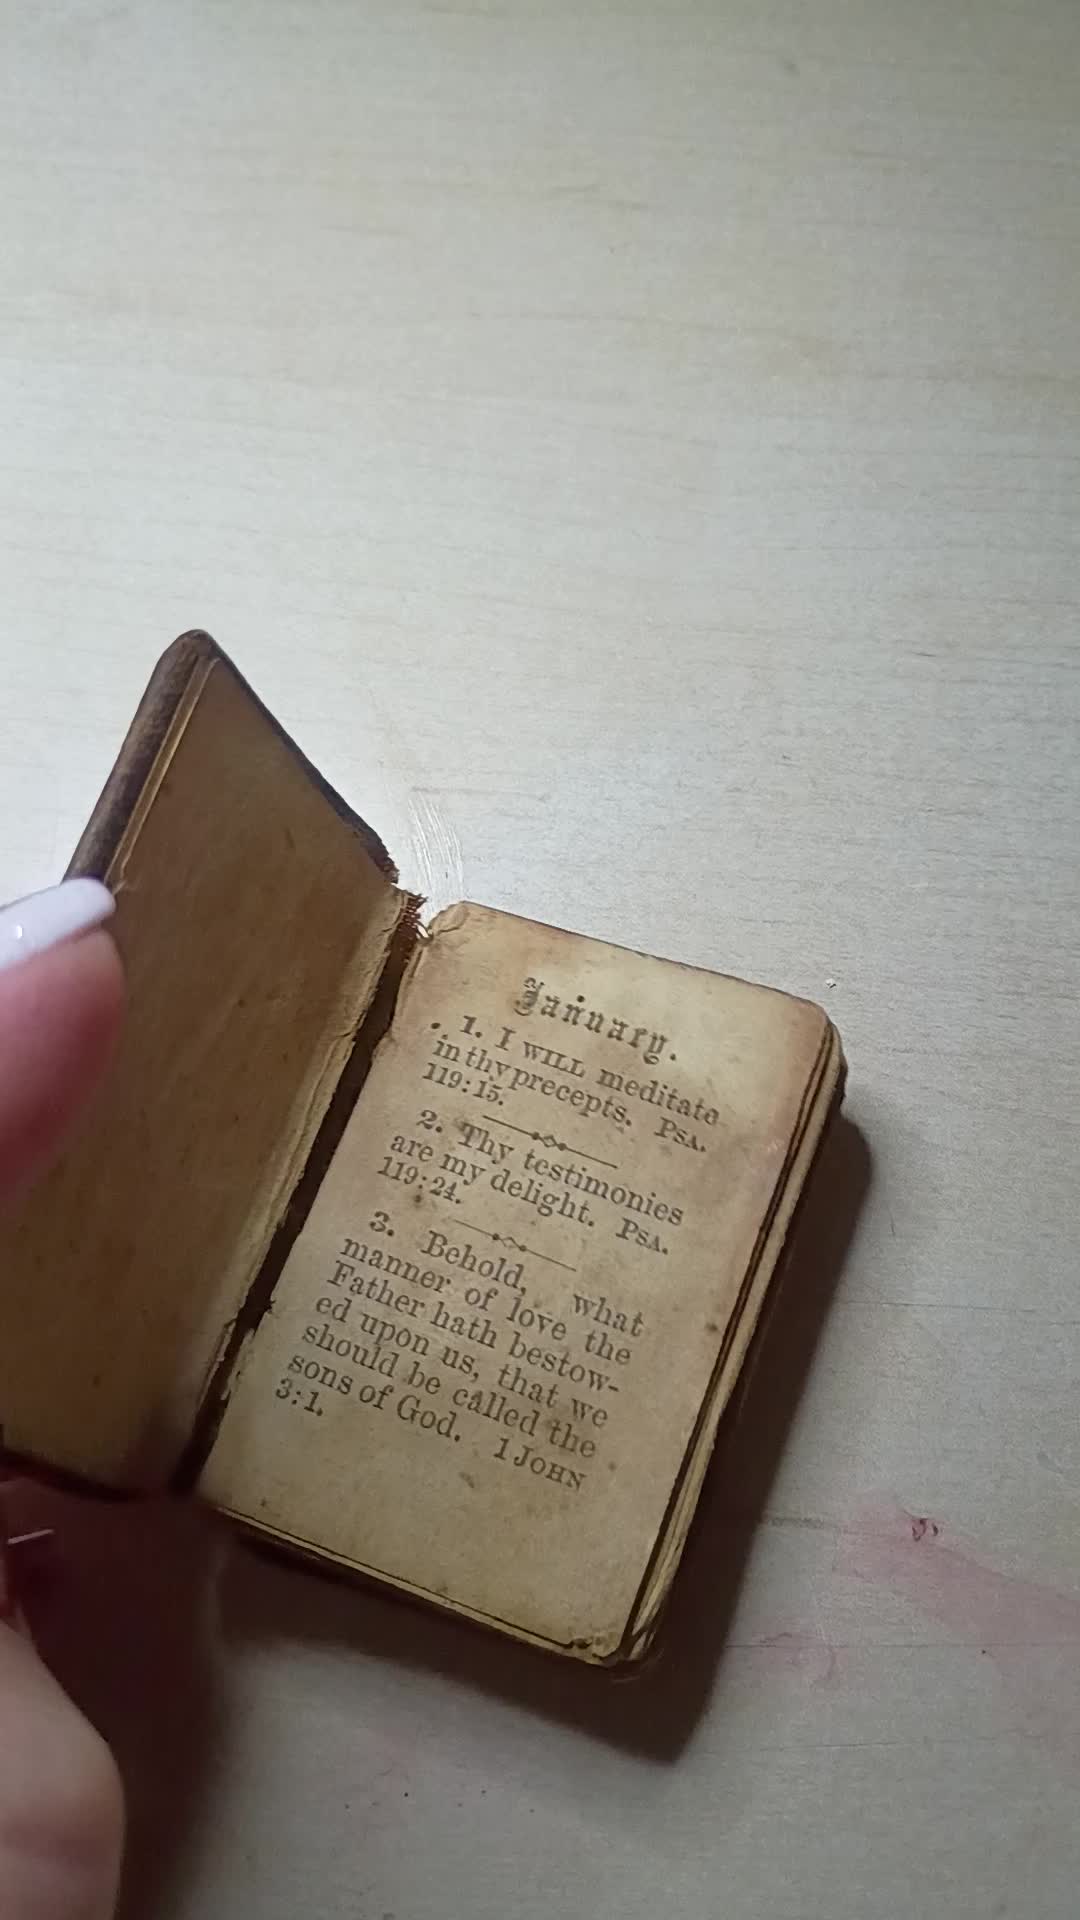 January.
1. I WILL meditate
in thy precepts. PSA.
119:15.
2. Thy testimonies
are my delight. PSA.
119:24.
3. Behold, what
manner of love the
Father hath bestow-
ed upon us, that we
should be called the
sons of God. 1 JOHN
3:1.